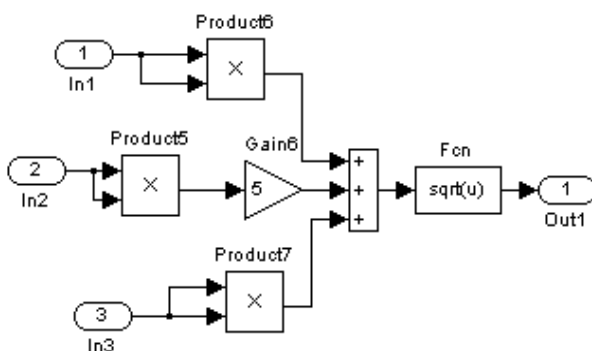 Product6
1
×
In1
Product5
Gain6
Fcn
2
×
5
+
+
+
sqrt(u)
1
In2
Out1
Product7
3
×
In3